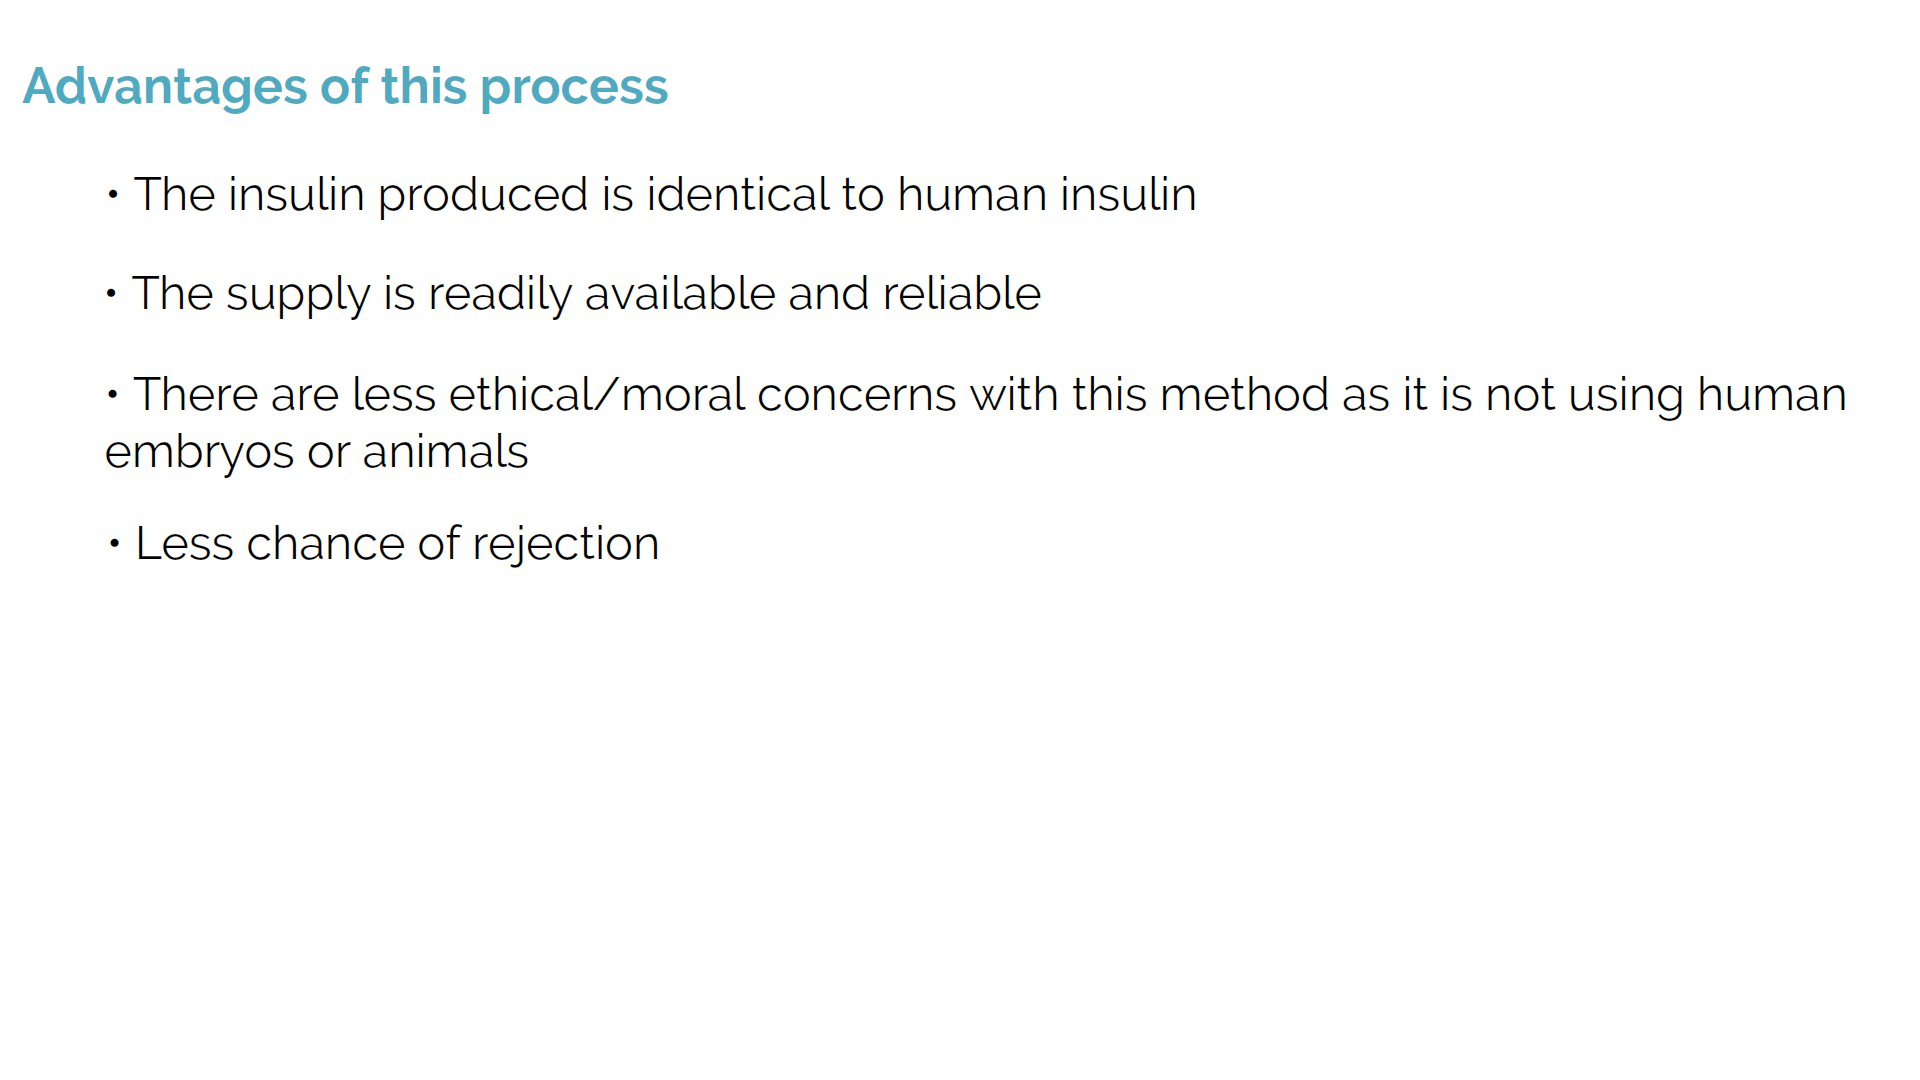 Advantages of this process
• The insulin produced is identical to human insulin
• The supply is readily available and reliable
• There are less ethical/moral concerns with this method as it is not using human
embryos or animals
• Less chance of rejection